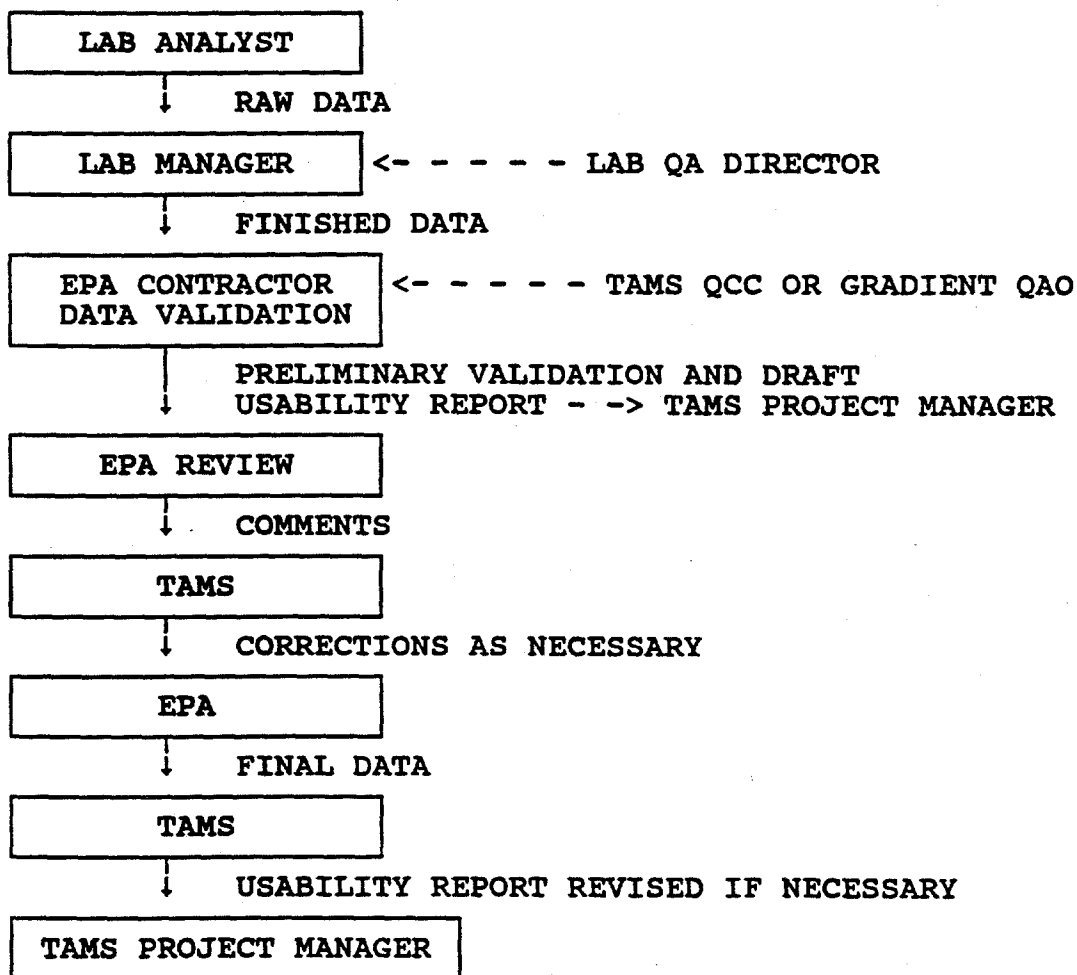 LAB ANALYST
RAW DATA
LAB MANAGER <- - - - - - LAB QA DIRECTOR
FINISHED DATA
EPA CONTRACTOR <- - - - - - TAMS QCC OR GRADIENT QAO
DATA VALIDATION
PRELIMINARY VALIDATION AND DRAFT
USABILITY REPORT - -> TAMS PROJECT MANAGER
EPA REVIEW
COMMENTS
TAMS
CORRECTIONS AS NECESSARY
EPA
FINAL DATA
TAMS
USABILITY REPORT REVISED IF NECESSARY
TAMS PROJECT MANAGER